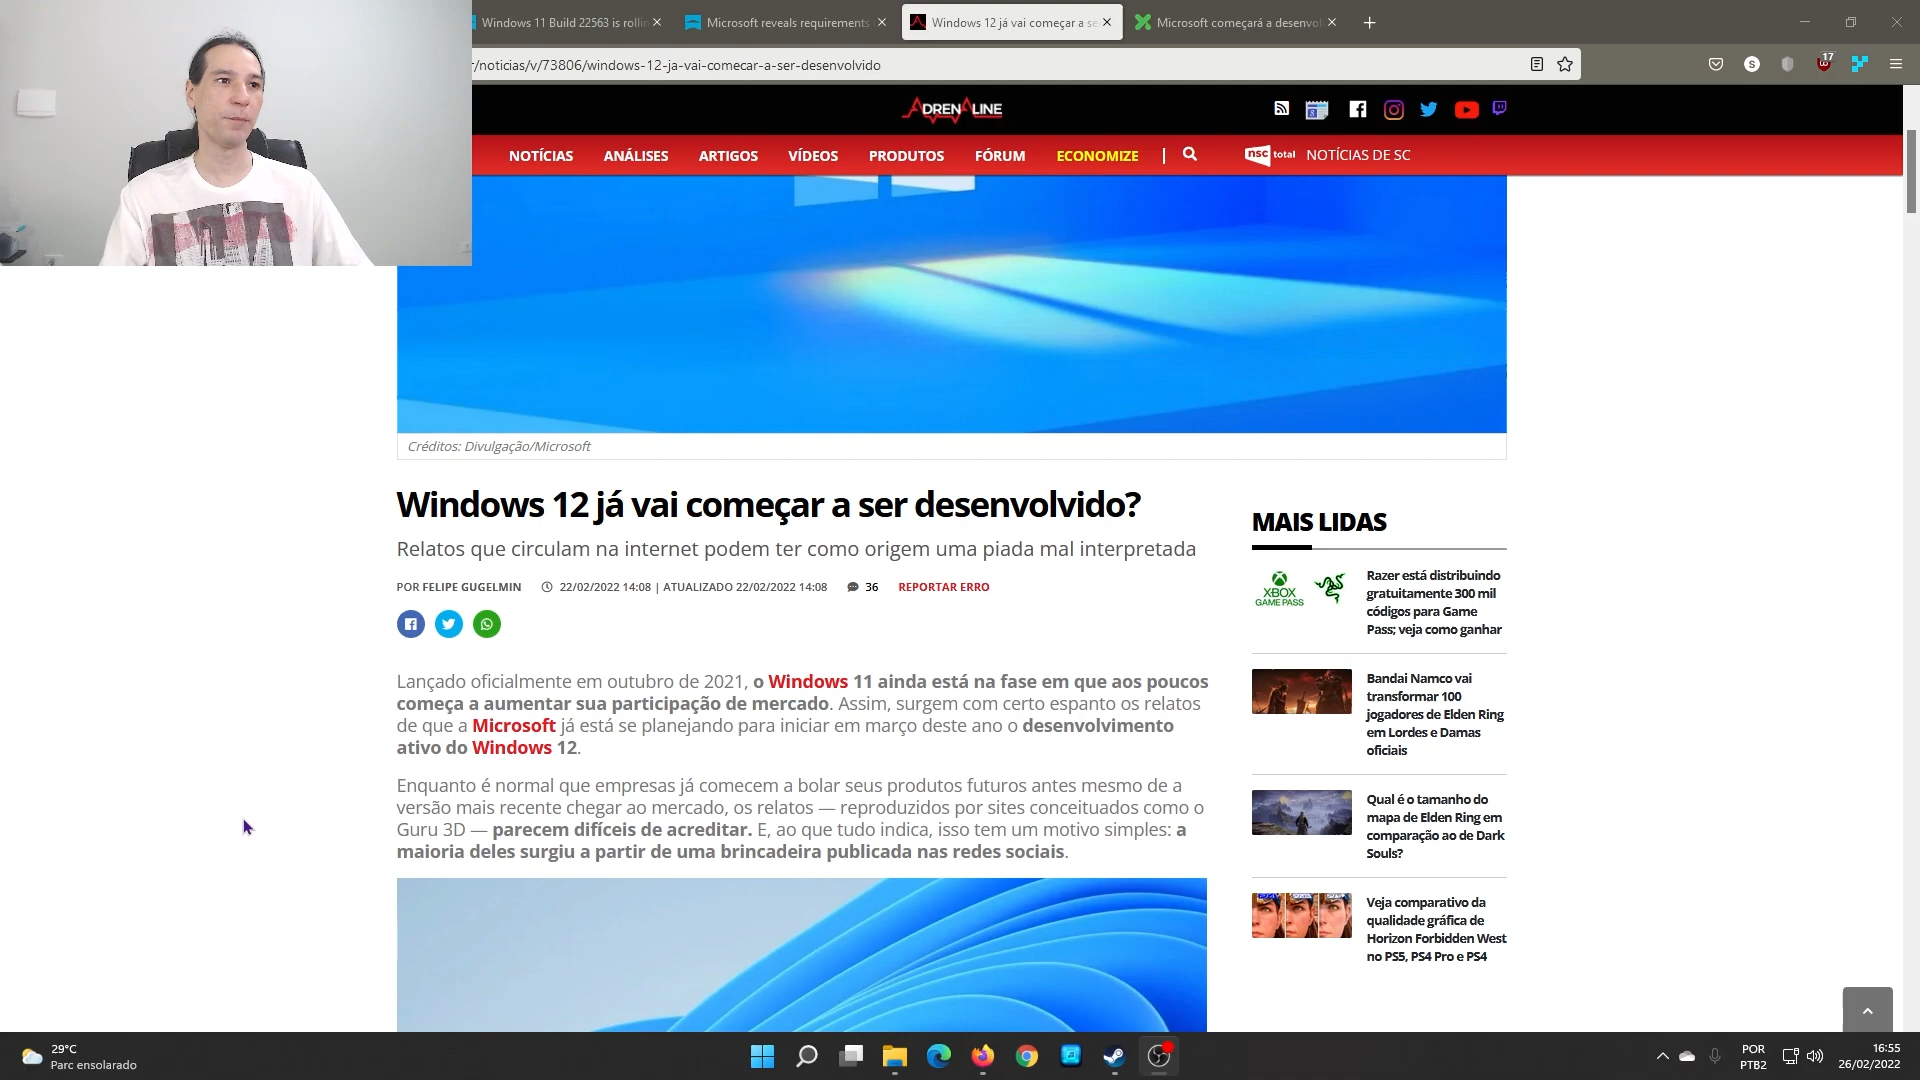 Windows 11 Build 22563 is rollin
Microsoft reveals requirements
Windows 12 já vai começar a se
Microsoft começará a desenvol
r/noticias/v/73806/windows-12-ja-vai-comecar-a-ser-desenvolvido
S
17
ADRENALINE
NOTÍCIAS
ANÁLISES
ARTIGOS
VÍDEOS
PRODUTOS
FÓRUM
ECONOMIZE
nsc total NOTÍCIAS DE SC
Créditos: Divulgação/Microsoft
Windows 12 já vai começar a ser desenvolvido?
Relatos que circulam na internet podem ter como origem uma piada mal interpretada
POR FELIPE GUGELMIN 22/02/2022 14:08 | ATUALIZADO 22/02/2022 14:08 36 REPORTAR ERRO
Lançado oficialmente em outubro de 2021, o Windows 11 ainda está na fase em que aos poucos
começa a aumentar sua participação de mercado. Assim, surgem com certo espanto os relatos
de que a Microsoft já está se planejando para iniciar em março deste ano o desenvolvimento
ativo do Windows 12.
Enquanto é normal que empresas já comecem a bolar seus produtos futuros antes mesmo de a
versão mais recente chegar ao mercado, os relatos — reproduzidos por sites conceituados como o
Guru 3D — parecem difíceis de acreditar. E, ao que tudo indica, isso tem um motivo simples: a
maioria deles surgiu a partir de uma brincadeira publicada nas redes sociais.
MAIS LIDAS
XBOX
GAME PASS
Razer está distribuindo
gratuitamente 300 mil
códigos para Game
Pass; veja como ganhar
Bandai Namco vai
transformar 100
jogadores de Elden Ring
em Lordes e Damas
oficiais
Qual é o tamanho do
mapa de Elden Ring em
comparação ao de Dark
Souls?
Veja comparativo da
qualidade gráfica de
Horizon Forbidden West
no PS5, PS4 Pro e PS4
29°C
Parc ensolarado
POR
PTB2
16:55
26/02/2022